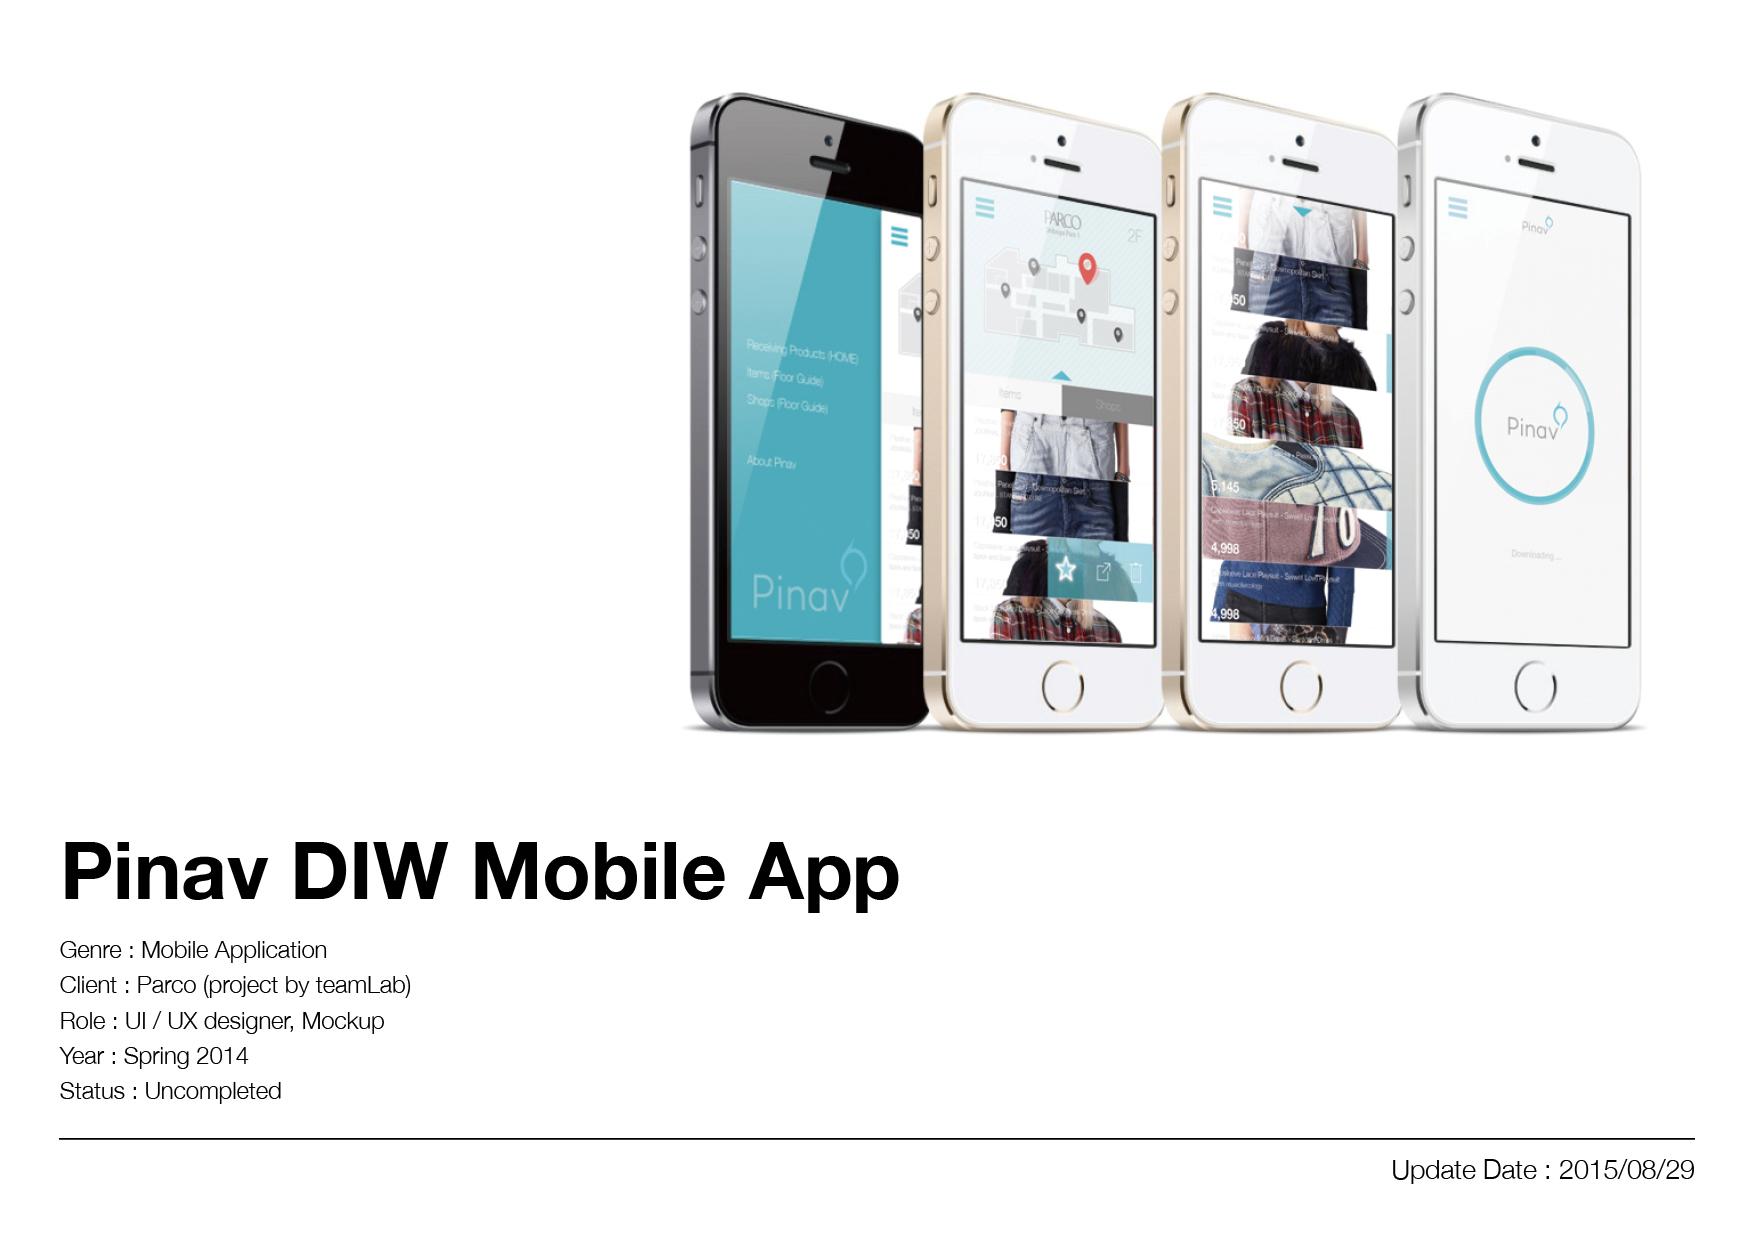 Receiving Products (HOME)
Items (Floor Guide)
Shops (Floor Guide)
About Pinav
Pinav
PARCO
2F
Items
Shops
17,850
5,145
4,998
4,998
Pinav
Pinav
Downloading ...
Pinav DIW Mobile App
Genre : Mobile Application
Client : Parco (project by teamLab)
Role : UI / UX designer, Mockup
Year : Spring 2014
Status : Uncompleted
Update Date : 2015/08/29